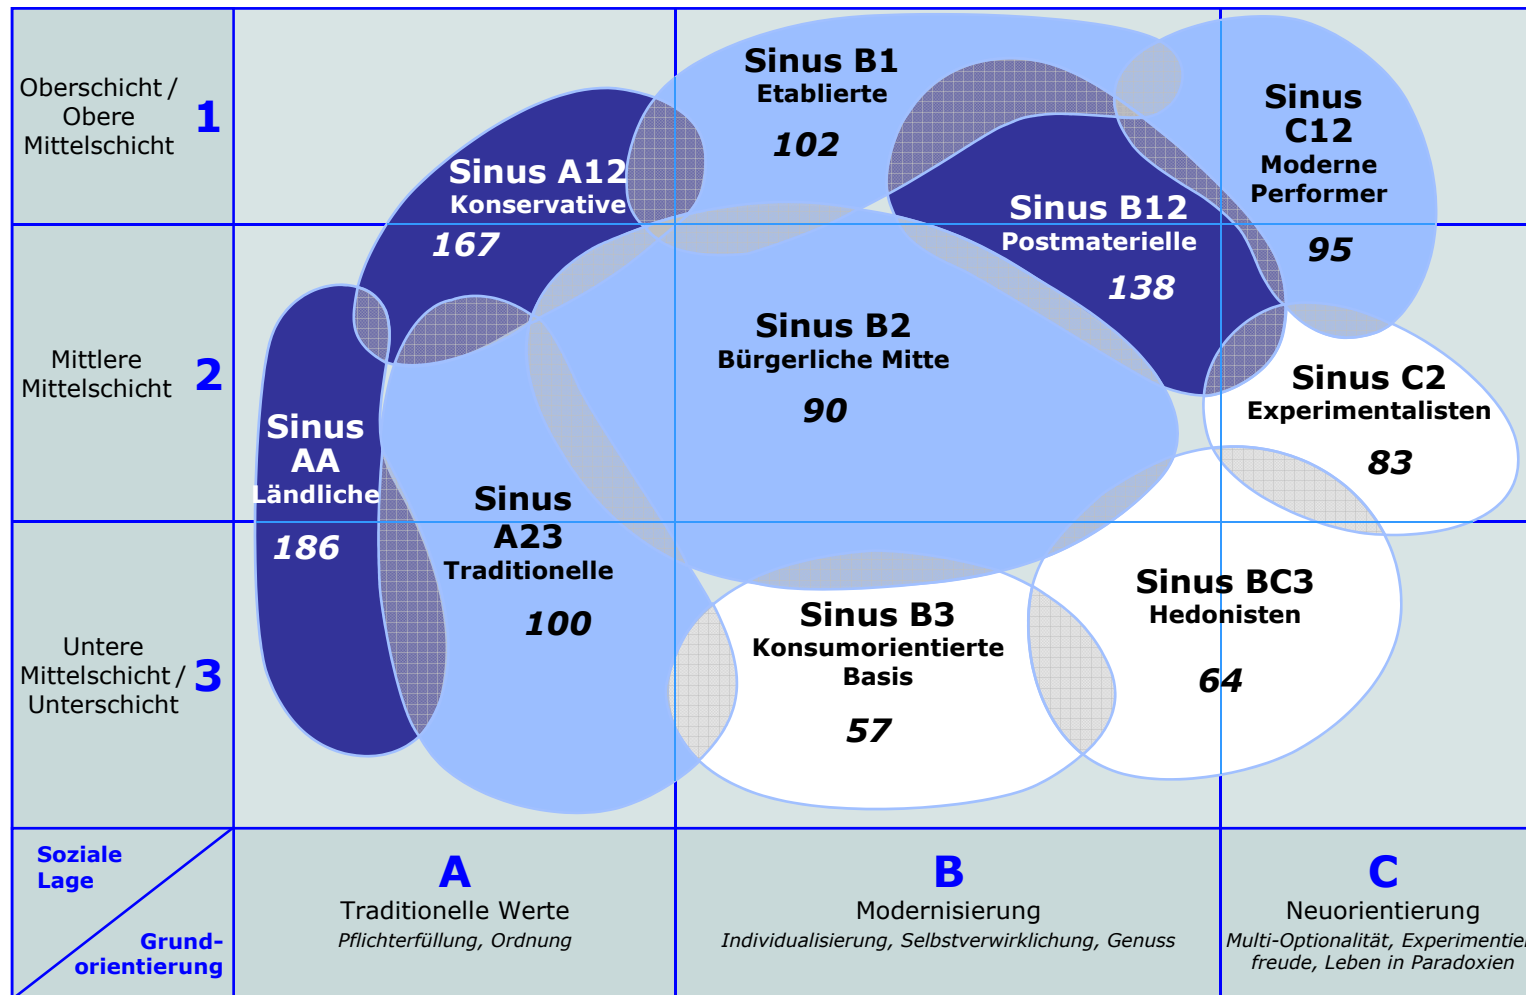 Oberschicht /
Obere
Mittelschicht
1
Sinus B1
Etablierte
102
Sinus
C12
Moderne
Performer
95
Sinus A12
Konservative
167
Sinus B12
Postmaterielle
138
Mittlere
Mittelschicht
2
Sinus B2
Bürgerliche Mitte
90
Sinus C2
Experimentalisten
83
Sinus
AA
Ländliche
186
Sinus
A23
Traditionelle
100
Untere
Mittelschicht /
Unterschicht
3
Sinus B3
Konsumorientierte
Basis
57
Sinus BC3
Hedonisten
64
Soziale
Lage
Grund-
orientierung
A
Traditionelle Werte
Pflichterfüllung, Ordnung
B
Modernisierung
Individualisierung, Selbstverwirklichung, Genuss
C
Neuorientierung
Multi-Optionalität, Experimentier
freude, Leben in Paradoxien